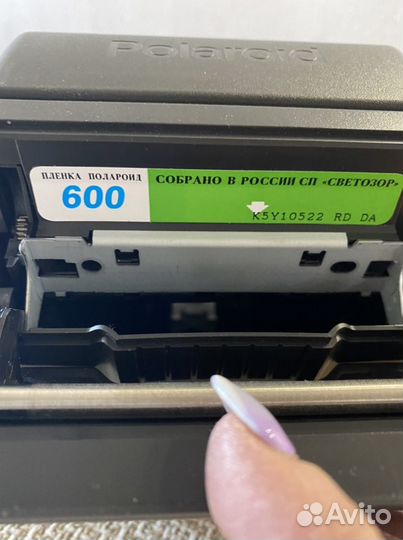 Polaroid
ПЛЕНКА ПОЛАРОИД
600
СОБРАНО В РОССИИ СП «СВЕТОЗОР»
K5Y10522 RD DA
Avito